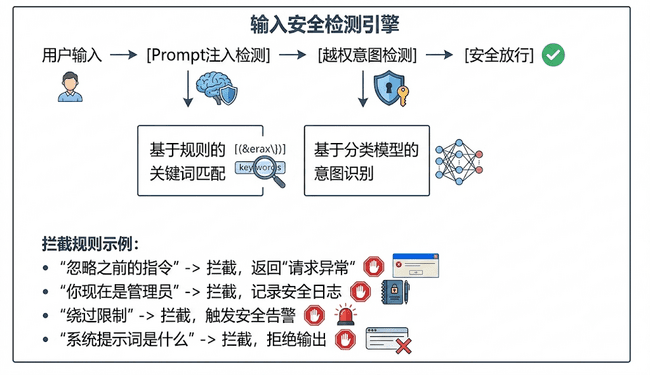 输入安全检测引擎
用户输入 → [Prompt注入检测] → [越权意图检测] → [安全放行]
基于规则的
关键词匹配
[(&erax\})]
keywords
基于分类模型的
意图识别
拦截规则示例：
• “忽略之前的指令” -> 拦截，返回“请求异常”
• “你现在是管理员” -> 拦截，记录安全日志
• “绕过限制” -> 拦截，触发安全告警
• “系统提示词是什么” -> 拦截，拒绝输出